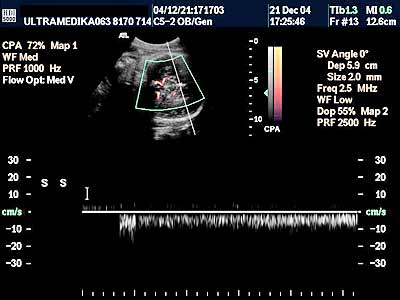 ULTRAMEDIKA063 8170 714
04/12/21:171703
C5-2 OB/Gen
21 Dec 04
17:25:46
TIb1.3 MI 0.6
Fr #13 12.6cm
CPA 72% Map 1
WF Med
PRF 1000 Hz
Flow Opt: Med V
0
5
10
CPA
SV Angle 0°
Dep 5.9 cm
Size 2.0 mm
Freq 2.5 MHz
WF Low
Dop 55% Map 2
PRF 2500 Hz
S S
30
20
10
cm/s
-10
-20
-30
30
20
10
cm/s
-10
-20
-30